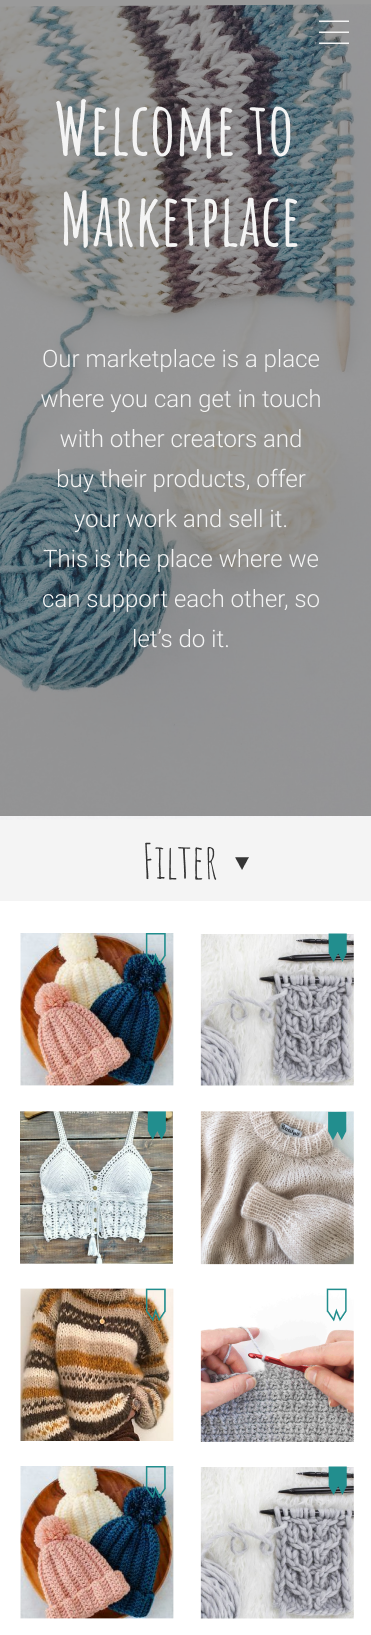 Welcome to
Marketplace
Our marketplace is a place
where you can get in touch
with other creators and
buy their products, offer
your work and sell it.
This is the place where we
can support each other, so
let’s do it.
Filter ▼